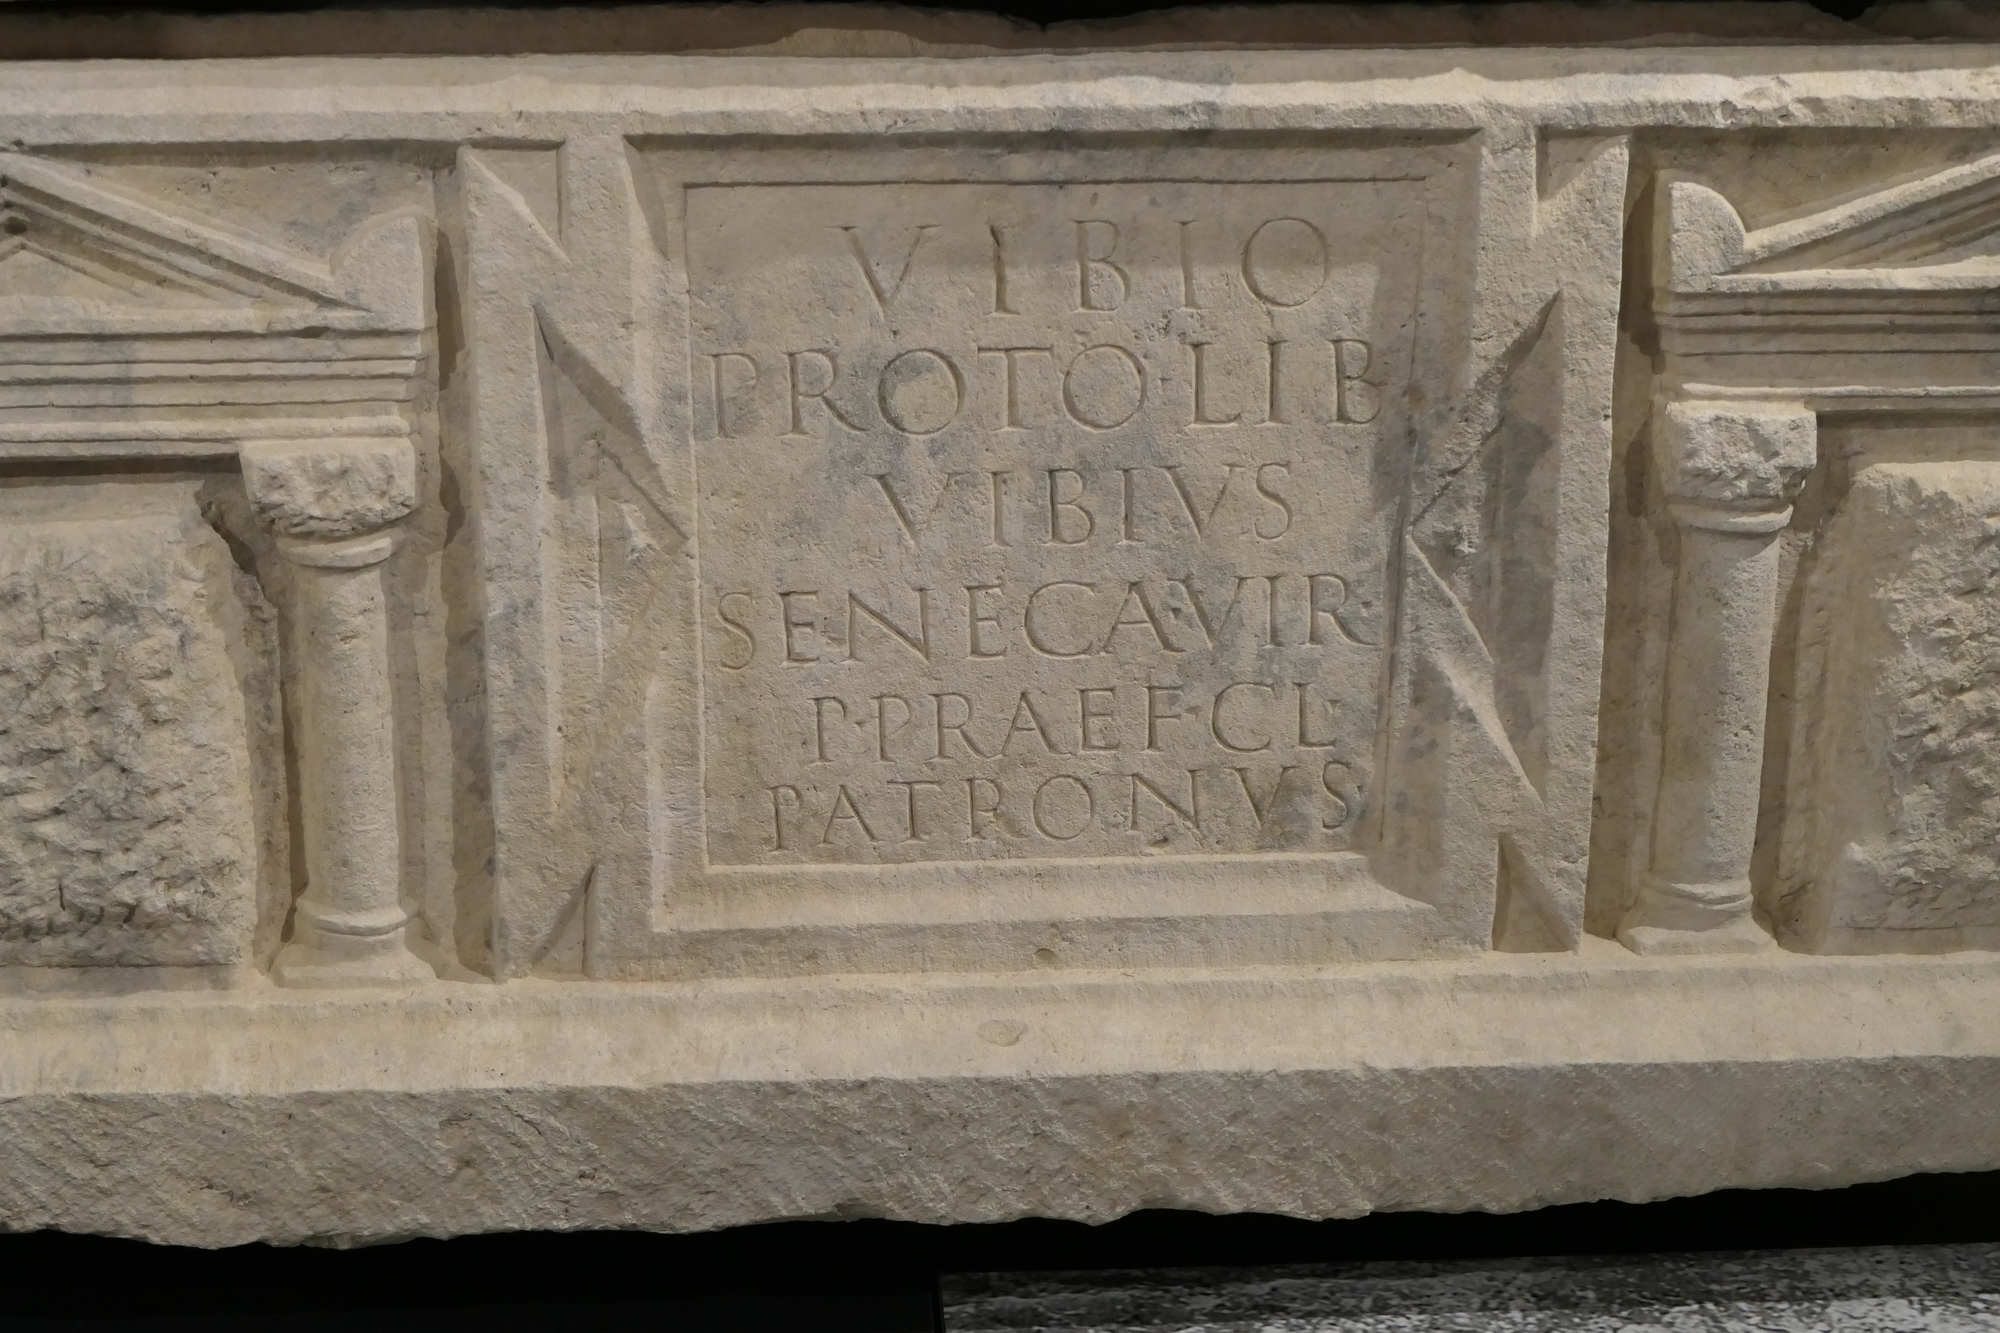 VIBIO
PROTO·LIB
VIBIVS
SENECA·VIR·
P·PRAEF·CL·
PATRONVS